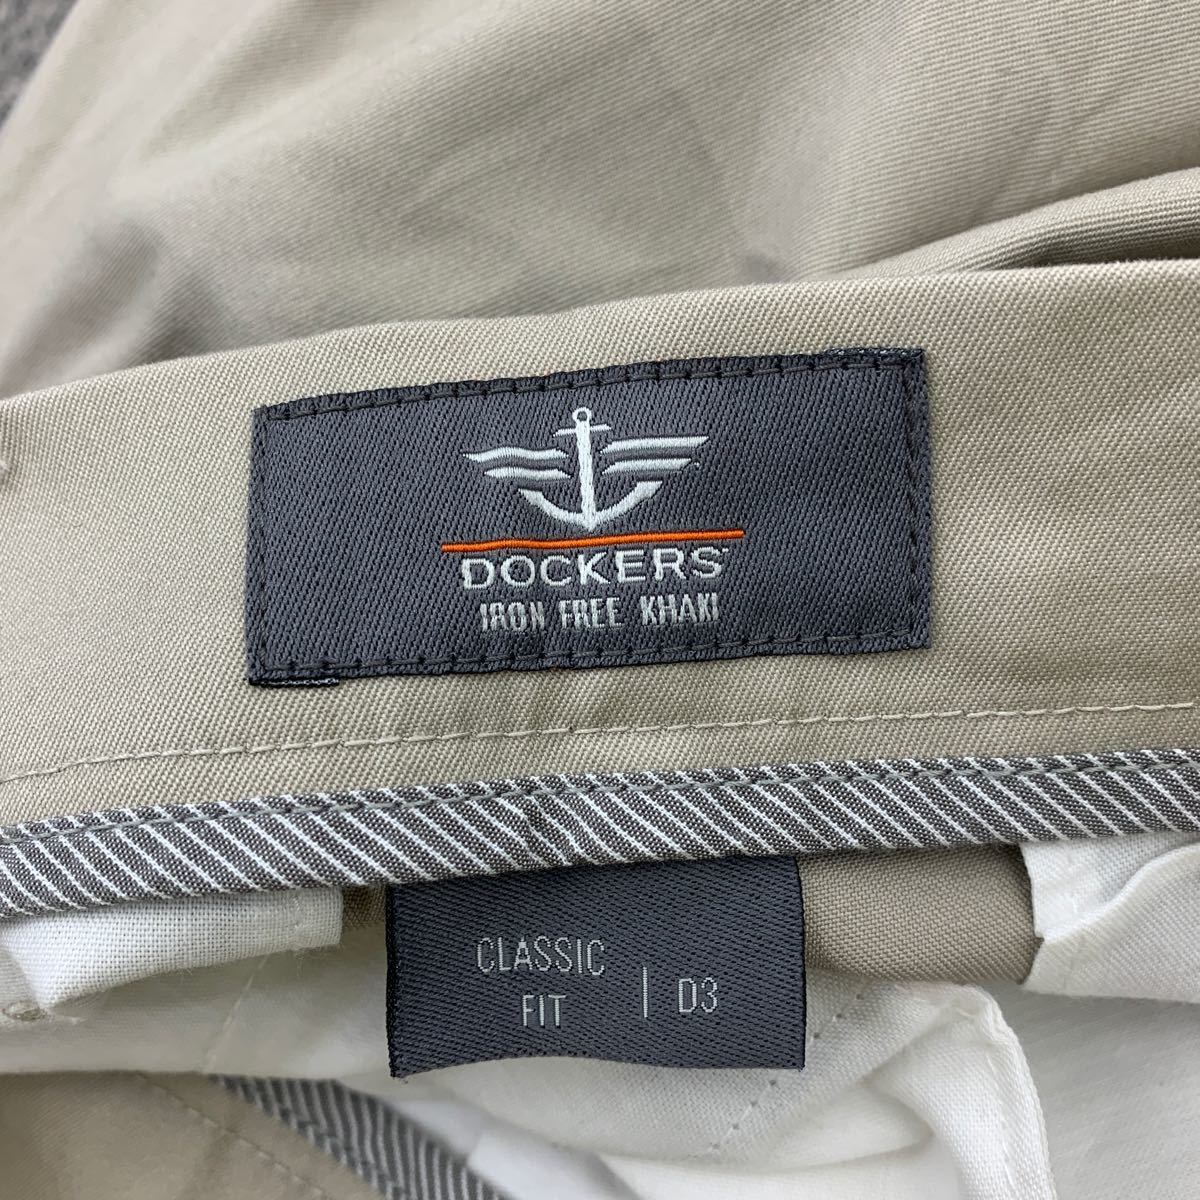 DOCKERS
IRON FREE KHAKI
CLASSIC
FIT | D3